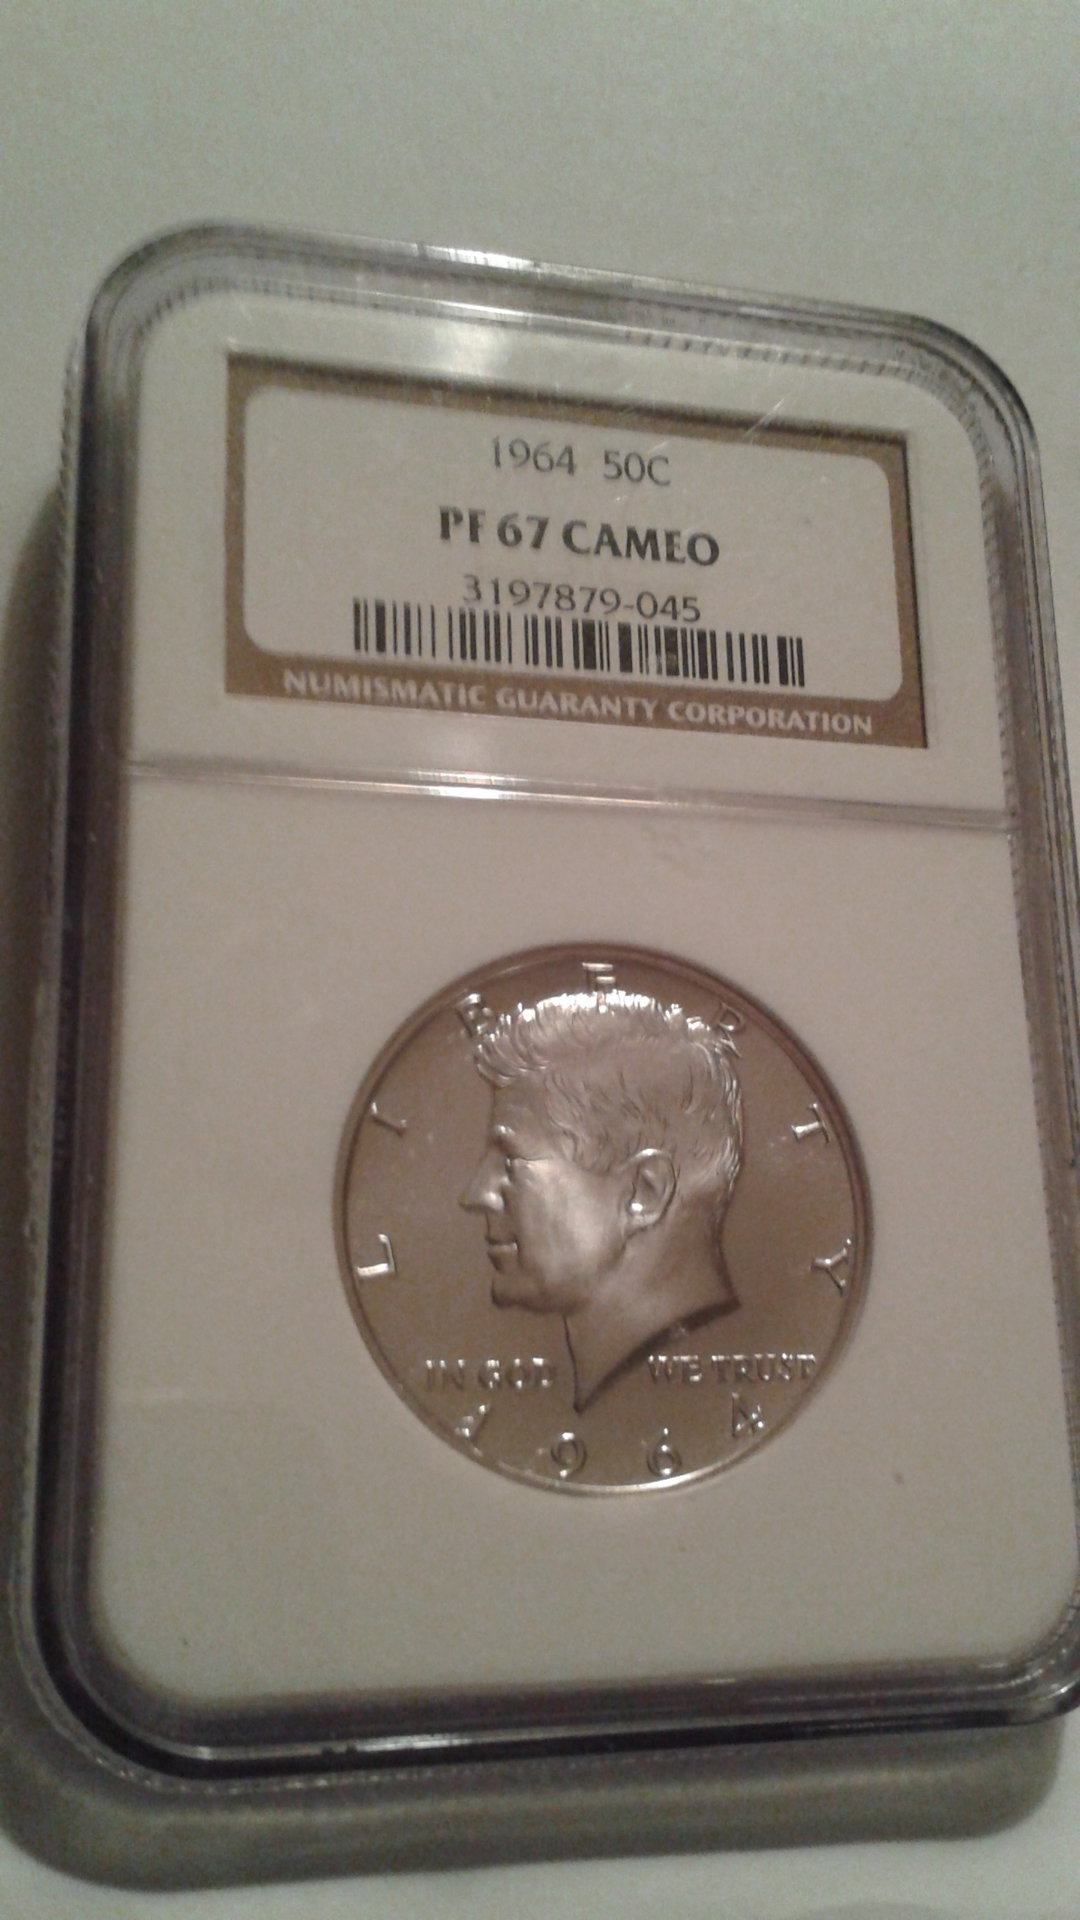 1964 50C
PF 67 CAMEO
3197879-045
NUMISMATIC GUARANTY CORPORATION
LIBERTY
IN GOD WE TRUST
1964